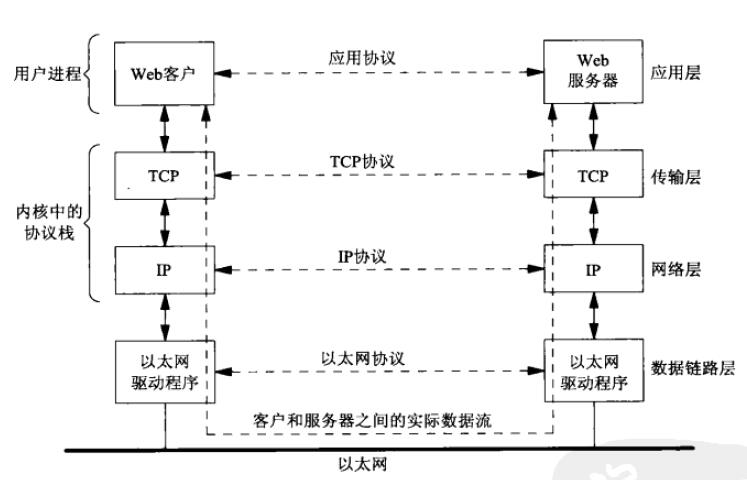 应用协议
用户进程
Web客户
Web
服务器
应用层
TCP协议
TCP
TCP
传输层
内核中的
协议栈
IP协议
IP
IP
网络层
以太网协议
以太网
驱动程序
以太网
驱动程序
数据链路层
客户和服务器之间的实际数据流
以太网